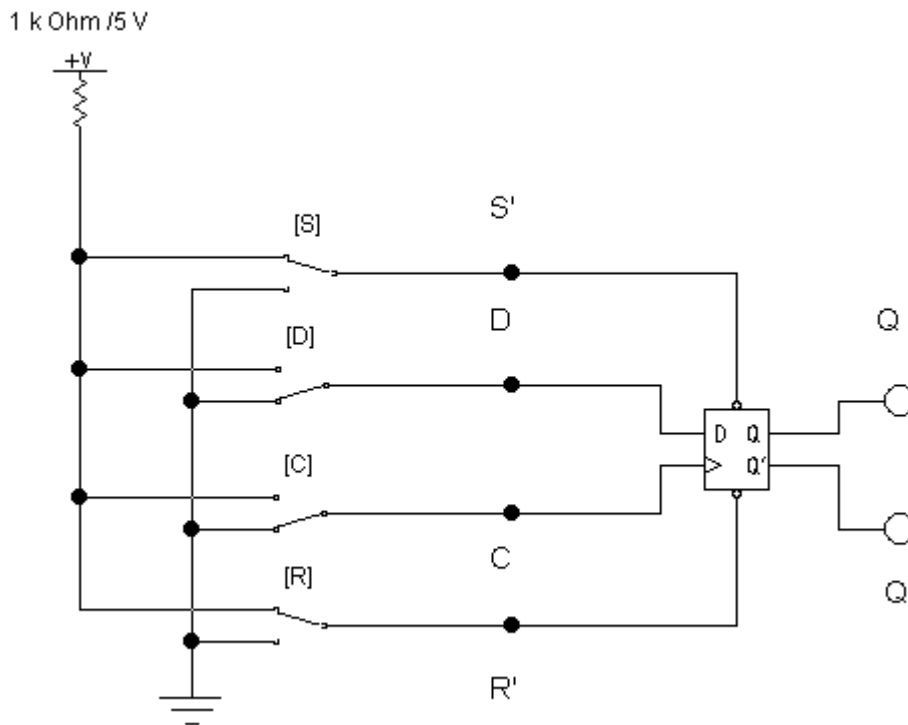 1 k Ohm /5 V
+V
[S]
S'
[D]
D
Q
D Q
Q'
[C]
C
[R]
Q
R'